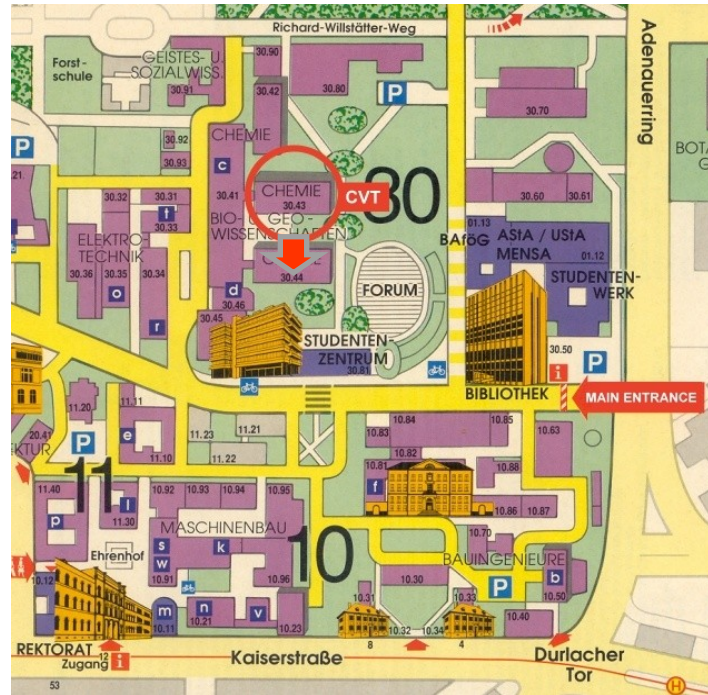 Richard-Willstätter-Weg
Forst-
schule
GEISTES- U.
SOZIALWISS.
30.91
30.90
30.42
30.80
P
30.70
Adenauerring
P
21
30.92
30.93
CHEMIE
c
30.41
CHEMIE
30.43
CVT
30
30.60
30.61
30.32
30.31
f
30.33
BIO- U. GEO-
WISSENSCHAFTEN
ELEKTRO-
TECHNIK
30.36
30.35
30.34
o
r
30.44
d
30.46
30.45
01.13
BAföG
AStA / UStA
MENSA
01.12
STUDENTEN-
WERK
FORUM
STUDENTEN-
ZENTRUM
30.81
30.50
i
P
BIBLIOTHEK
MAIN ENTRANCE
11.20
11.11
20.41
P
e
11.10
11.23
11.21
11.22
10.84
10.85
10.83
10.82
10.81
f
10.88
10.63
10.86
10.87
11
11.40
p
l
11.30
10.92
10.93
10.94
10.95
MASCHINENBAU
s
k
w
10.91
10.96
10
Ehrenhof
10.70
BAUINGENIEURE
P
b
10.50
10.12
m
10.11
n
10.21
v
10.23
10.31
10.30
10.33
10.32
10.34
10.40
8
4
REKTORAT
Zugang
12
i
Kaiserstraße
Durlacher
Tor
H
53